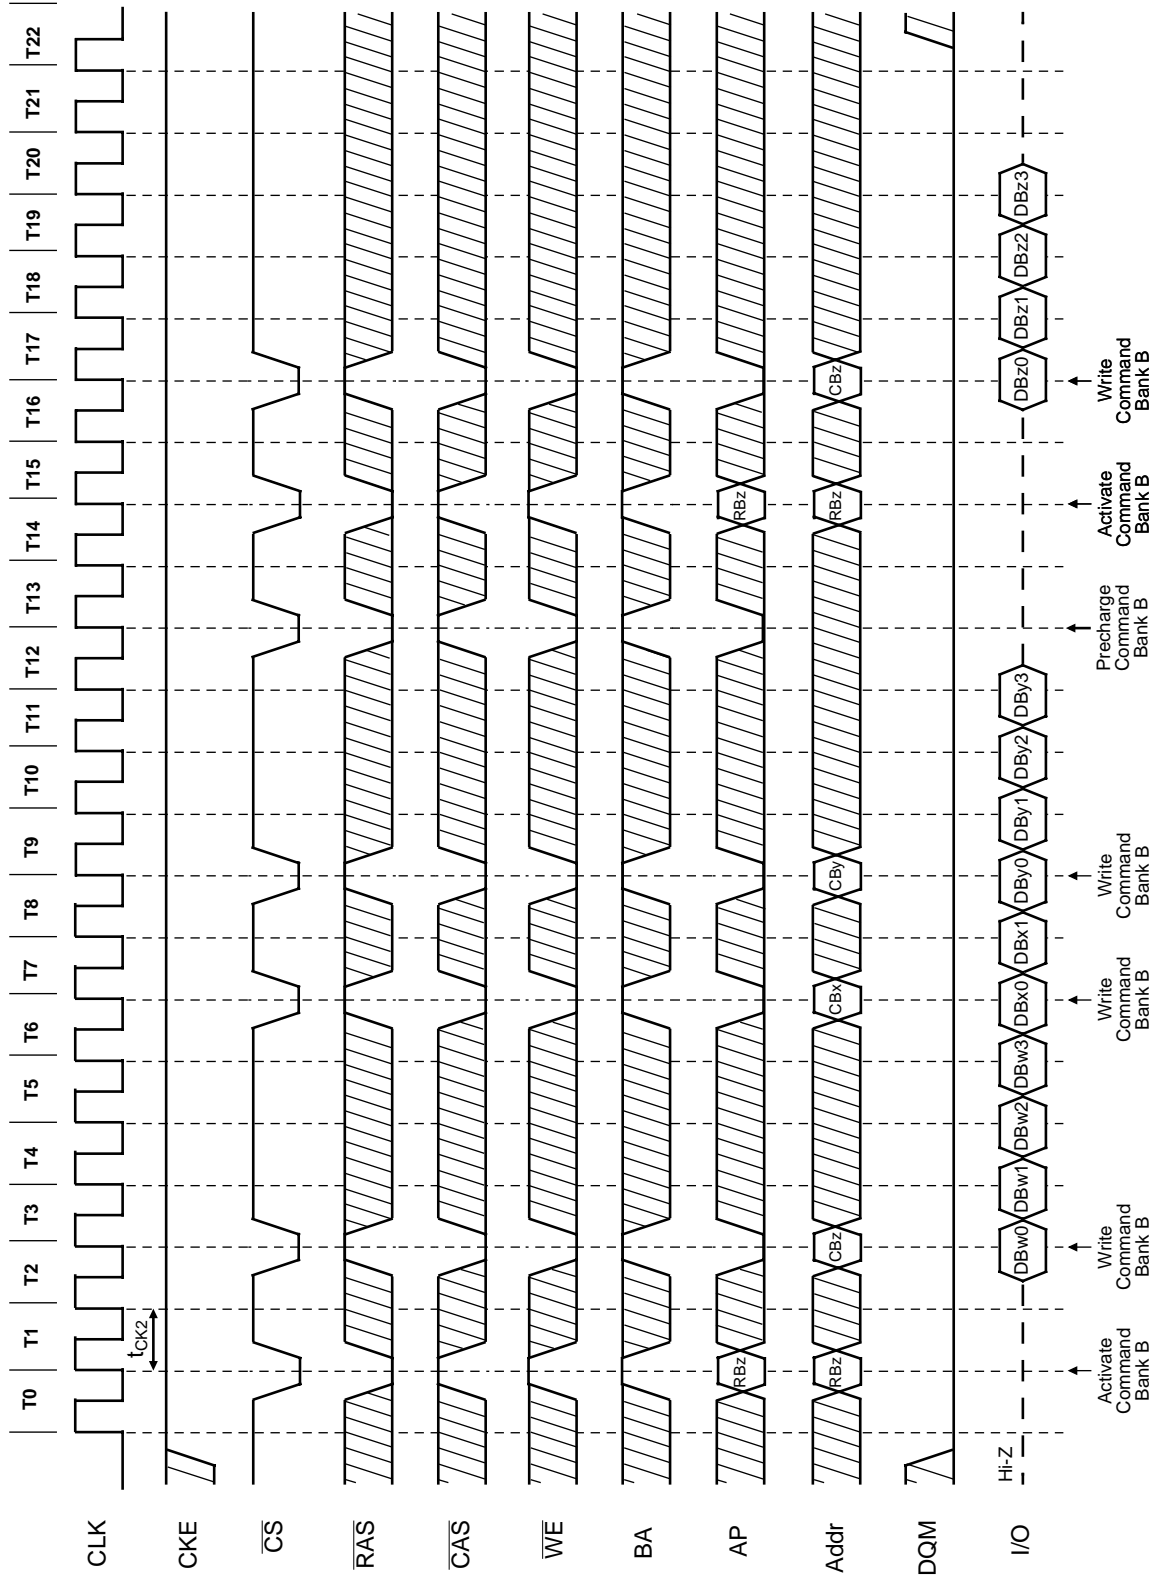 T0 T1 T2 T3 T4 T5 T6 T7 T8 T9 T10 T11 T12 T13 T14 T15 T16 T17 T18 T19 T20 T21 T22
CLK
tCK2
CKE
CS
RAS
CAS
WE
BA
AP
RBz RBz
Addr
RBz CBz CBx CBy RBz CBz
DQM
Hi-Z
I/O
DBw0 DBw1 DBw2 DBw3 DBx0 DBx1 DBy0 DBy1 DBy2 DBy3 DBz0 DBz1 DBz2 DBz3
Activate
Command
Bank B
Write
Command
Bank B
Write
Command
Bank B
Write
Command
Bank B
Precharge
Command
Bank B
Activate
Command
Bank B
Write
Command
Bank B